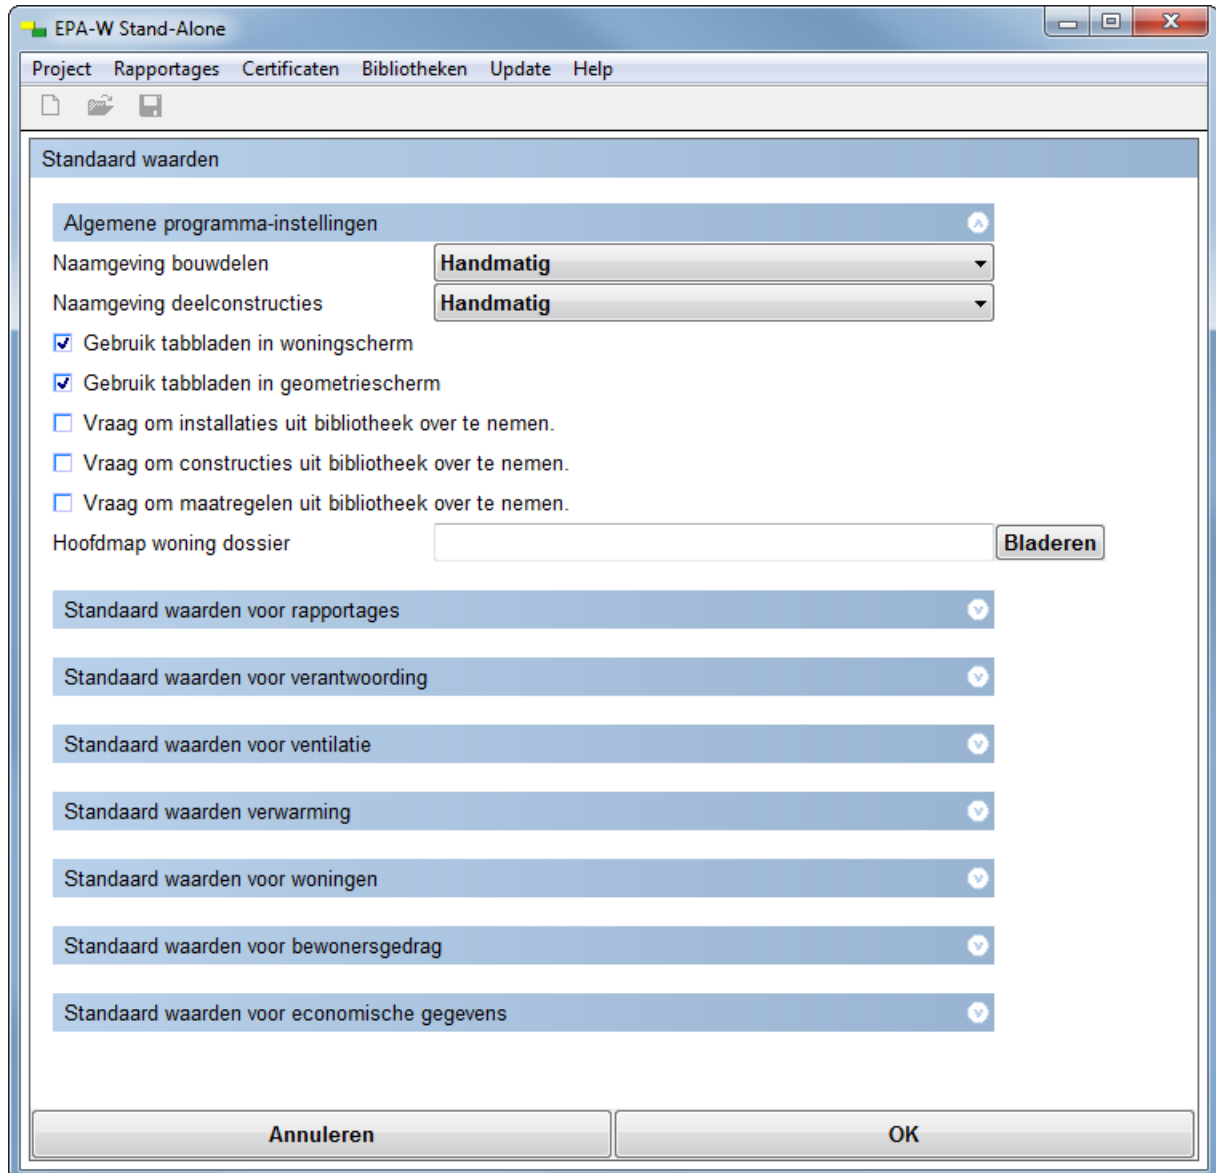 EPA-W Stand-Alone
Project Rapportages Certificaten Bibliotheken Update Help
Standaard waarden
Algemene programma-instellingen
Naamgeving bouwdelen Handmatig
Naamgeving deelconstructies Handmatig
Gebruik tabbladen in woningscherm
Gebruik tabbladen in geometriescherm
Vraag om installaties uit bibliotheek over te nemen.
Vraag om constructies uit bibliotheek over te nemen.
Vraag om maatregelen uit bibliotheek over te nemen.
Hoofdmap woning dossier Bladeren
Standaard waarden voor rapportages
Standaard waarden voor verantwoording
Standaard waarden voor ventilatie
Standaard waarden verwarming
Standaard waarden voor woningen
Standaard waarden voor bewonersgedrag
Standaard waarden voor economische gegevens
Annuleren OK